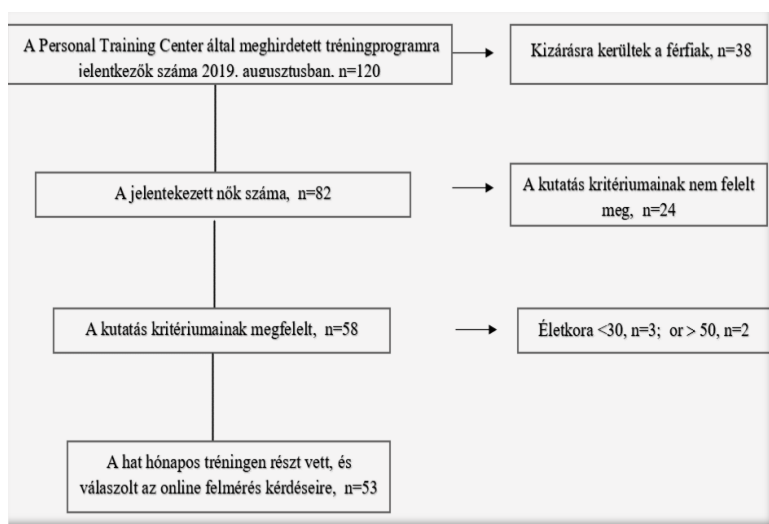 A Personal Training Center által meghirdetett tréningprogramra
jelentkezők száma 2019. augusztusban, n=120
Kizárásra kerültek a férfiak, n=38
A jelentekezett nők száma, n=82
A kutatás kritériumainak nem felelt
meg, n=24
A kutatás kritériumainak megfelelt, n=58
Életkora <30, n=3; or > 50, n=2
A hat hónapos tréningen részt vett, és
válaszolt az online felmérés kérdéseire, n=53